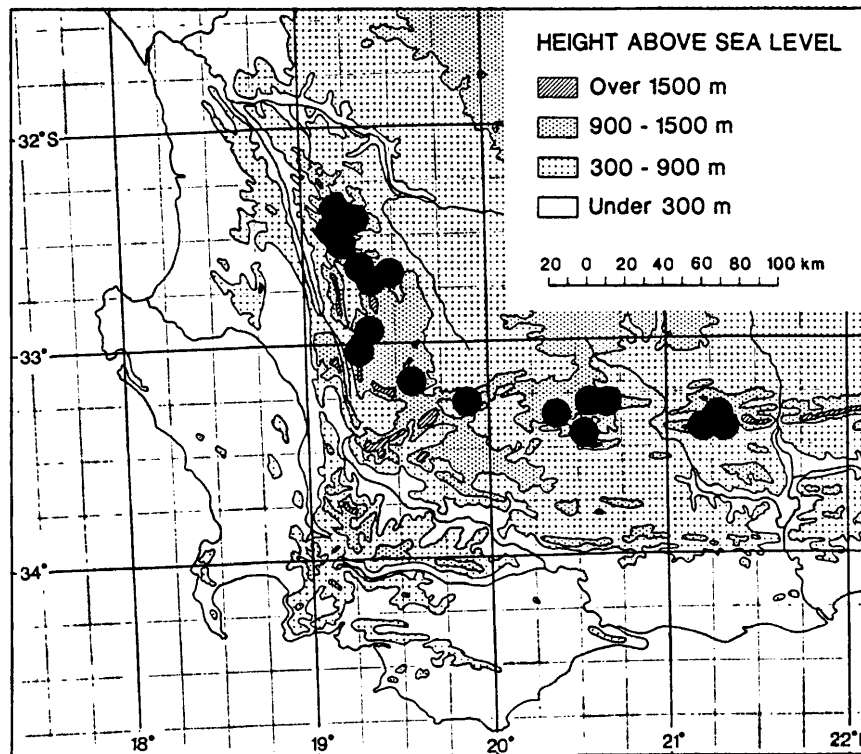 HEIGHT ABOVE SEA LEVEL
Over 1500 m
900 - 1500 m
300 - 900 m
Under 300 m
20 0 20 40 60 80 100 km
32°S
33°
34°
18° 19° 20° 21° 22°